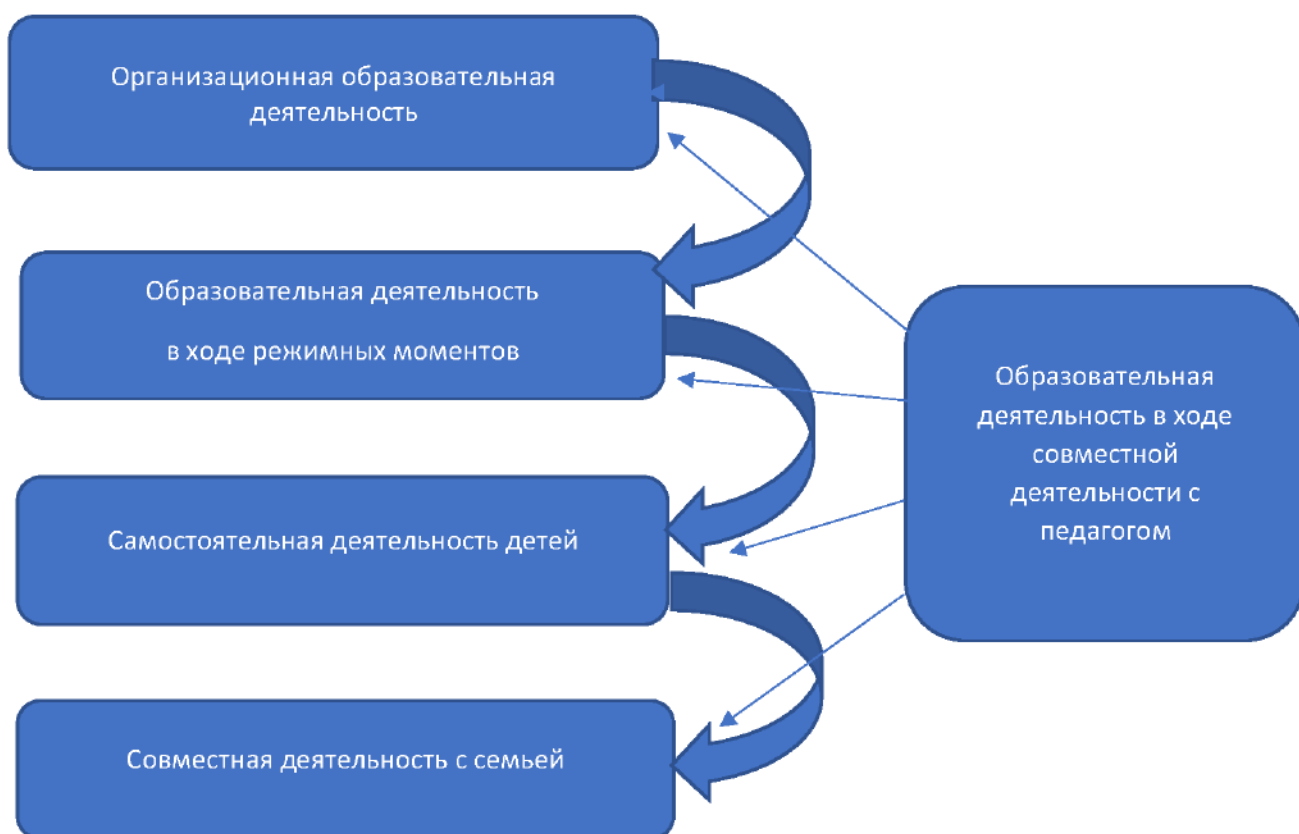 Организационная образовательная
деятельность
Образовательная деятельность
в ходе режимных моментов
Самостоятельная деятельность детей
Совместная деятельность с семьей
Образовательная
деятельность в ходе
совместной
деятельности с
педагогом